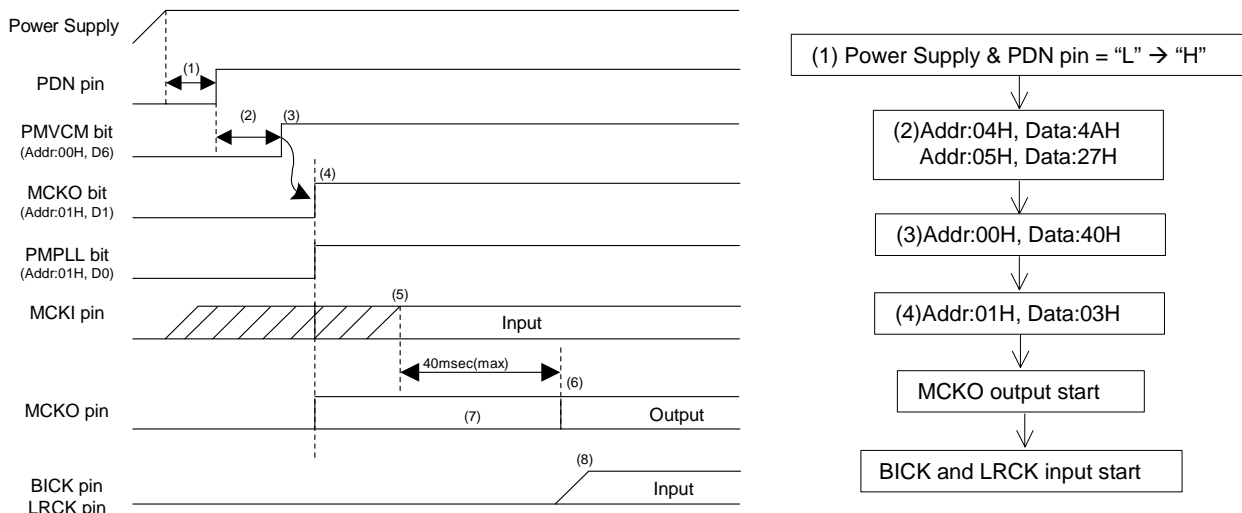 Power Supply
(1)
PDN pin
(2)
(3)
PMVCM bit
(Addr:00H, D6)
(4)
MCKO bit
(Addr:01H, D1)
PMPLL bit
(Addr:01H, D0)
(5)
MCKI pin
Input
40msec(max)
(6)
MCKO pin
(7)
Output
(8)
BICK pin
LRCK pin
Input
(1) Power Supply & PDN pin = “L” → “H”
(2)Addr:04H, Data:4AH
Addr:05H, Data:27H
(3)Addr:00H, Data:40H
(4)Addr:01H, Data:03H
MCKO output start
BICK and LRCK input start